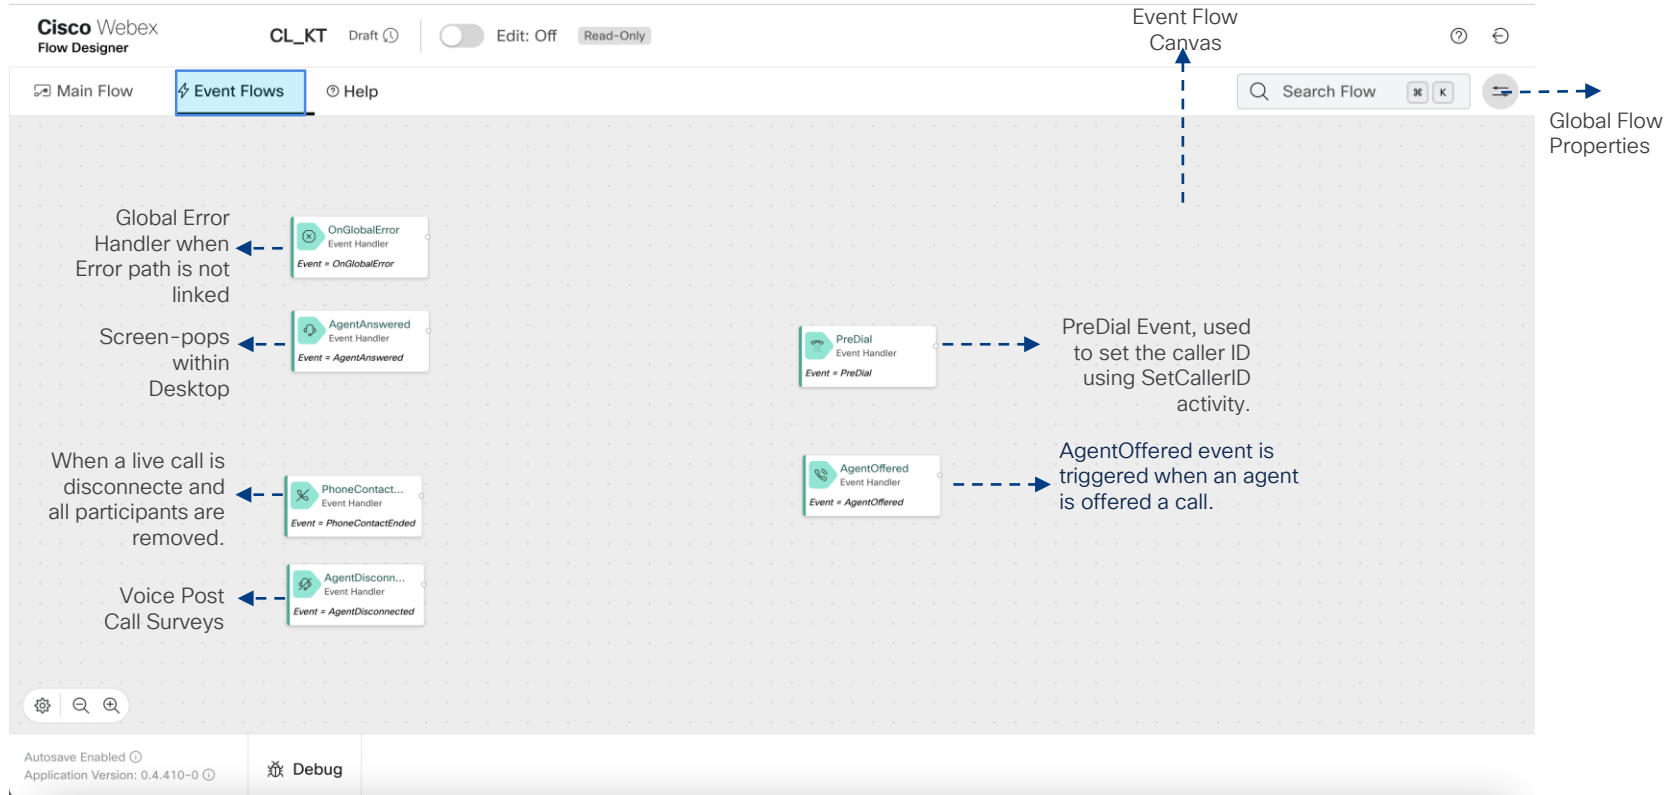 Cisco Webex
Flow Designer
CL_KT
Draft
Edit: Off
Read-Only
Event Flow
Canvas
Main Flow
Event Flows
Help
Search Flow
⌘ K
Global Flow
Properties
Global Error
Handler when
Error path is not
linked
OnGlobalError
Event Handler
Event = OnGlobalError
Screen-pops
within
Desktop
AgentAnswered
Event Handler
Event = AgentAnswered
PreDial
Event Handler
Event = PreDial
PreDial Event, used
to set the caller ID
using SetCallerID
activity.
When a live call is
disconnecte and
all participants are
removed.
PhoneContact...
Event Handler
Event = PhoneContactEnded
AgentOffered
Event Handler
Event = AgentOffered
AgentOffered event is
triggered when an agent
is offered a call.
Voice Post
Call Surveys
AgentDisconn...
Event Handler
Event = AgentDisconnected
Autosave Enabled
Application Version: 0.4.410-0
Debug